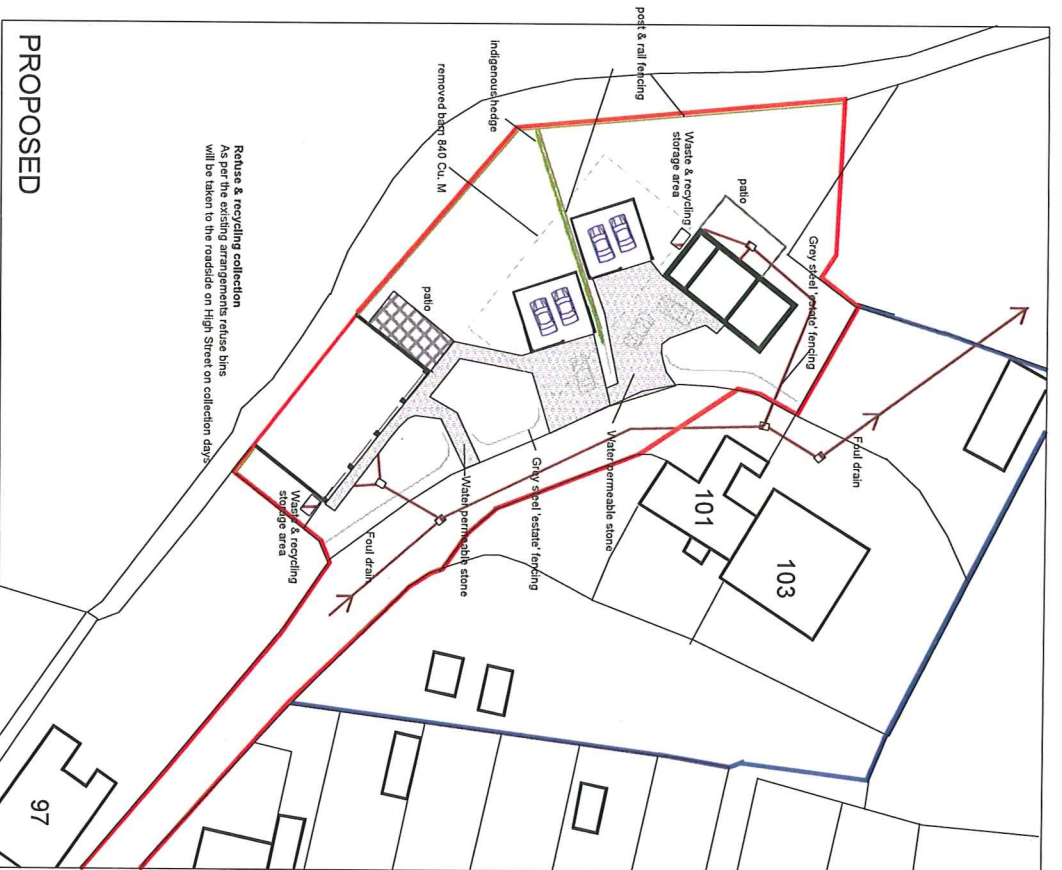 PROPOSED
post & rail fencing
indigenous hedge
removed barn 840 Cu. M
Refuse & recycling collection
As per the existing arrangements refuse bins
will be taken to the roadside on High Street on collection days
Waste & recycling
storage area
patio
Grey steel 'estate' fencing
patio
Water permeable stone
Foul drain
Grey steel 'estate' fencing
Water permeable stone
Foul drain
Waste & recycling
storage area
101
103
97